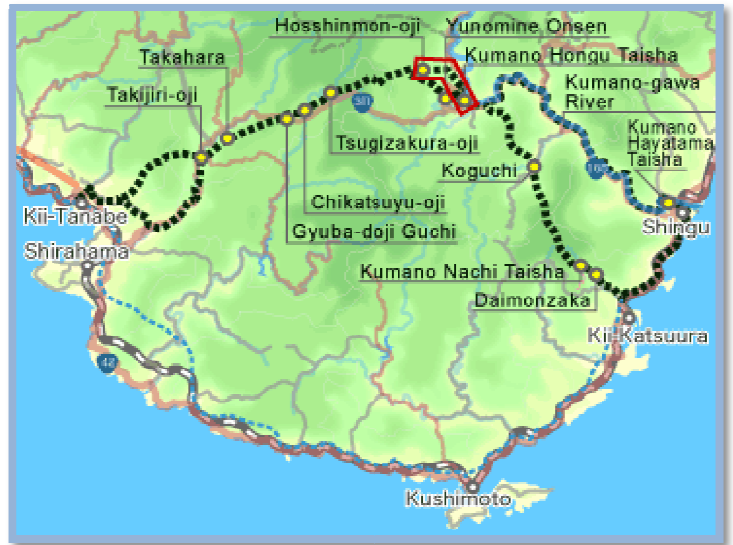 Hosshinmon-oji
Yunomine Onsen
Takahara
Kumano Hongu Taisha
Takijiri-oji
Kumano-gawa
River
Kumano
Hayatama
Taisha
Tsugizakura-oji
Koguchi
Chikatsuyu-oji
Gyuba-doji Guchi
Kii-Tanabe
Shingu
Shirahama
Kumano Nachi Taisha
Daimonzaka
Kii-Katsuura
42
Kushimoto